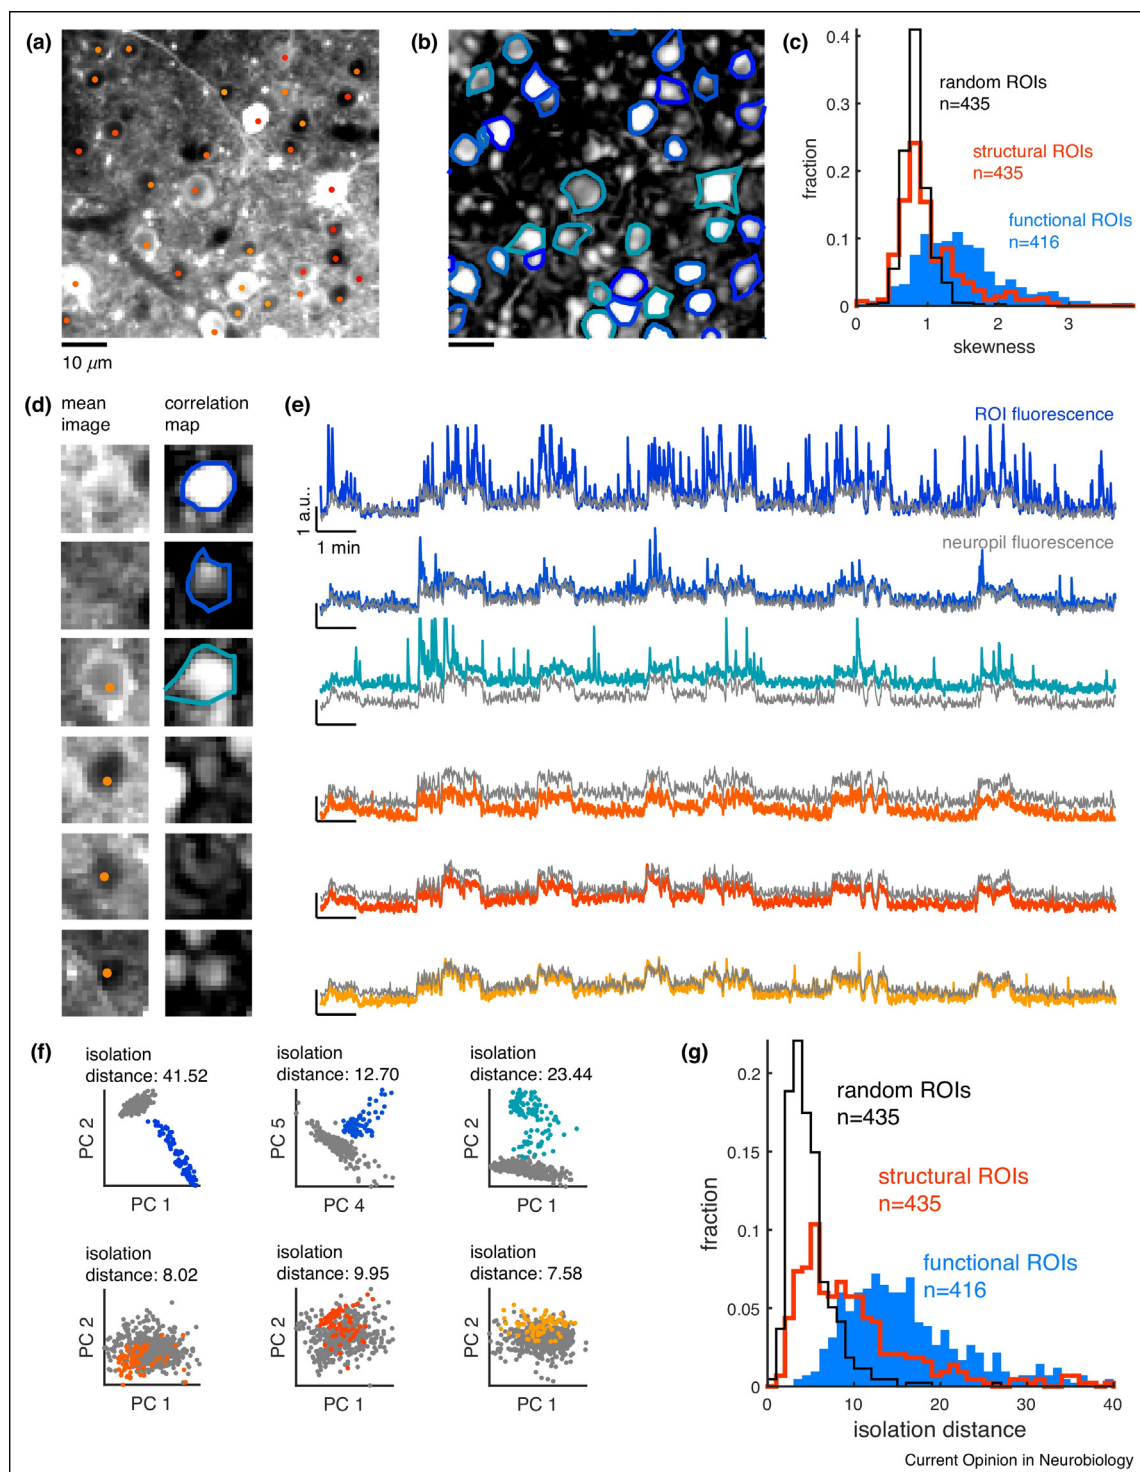 (a)
10 μm
(b)
(c)
0.4
0.3
0.2
0.1
0
fraction
random ROIs
n=435
structural ROIs
n=435
functional ROIs
n=416
0
1
2
3
skewness
(d)
mean
image
correlation
map
(e)
ROI fluorescence
1 a.u..
1 min
neuropil fluorescence
(f)
isolation
distance: 41.52
PC 2
PC 1
isolation
distance: 12.70
PC 5
PC 4
isolation
distance: 23.44
PC 2
PC 1
isolation
distance: 8.02
PC 2
PC 1
isolation
distance: 9.95
PC 2
PC 1
isolation
distance: 7.58
PC 2
PC 1
(g)
0.2
0.15
0.1
0.05
0
fraction
random ROIs
n=435
structural ROIs
n=435
functional ROIs
n=416
0
10
20
30
40
isolation distance
Current Opinion in Neurobiology